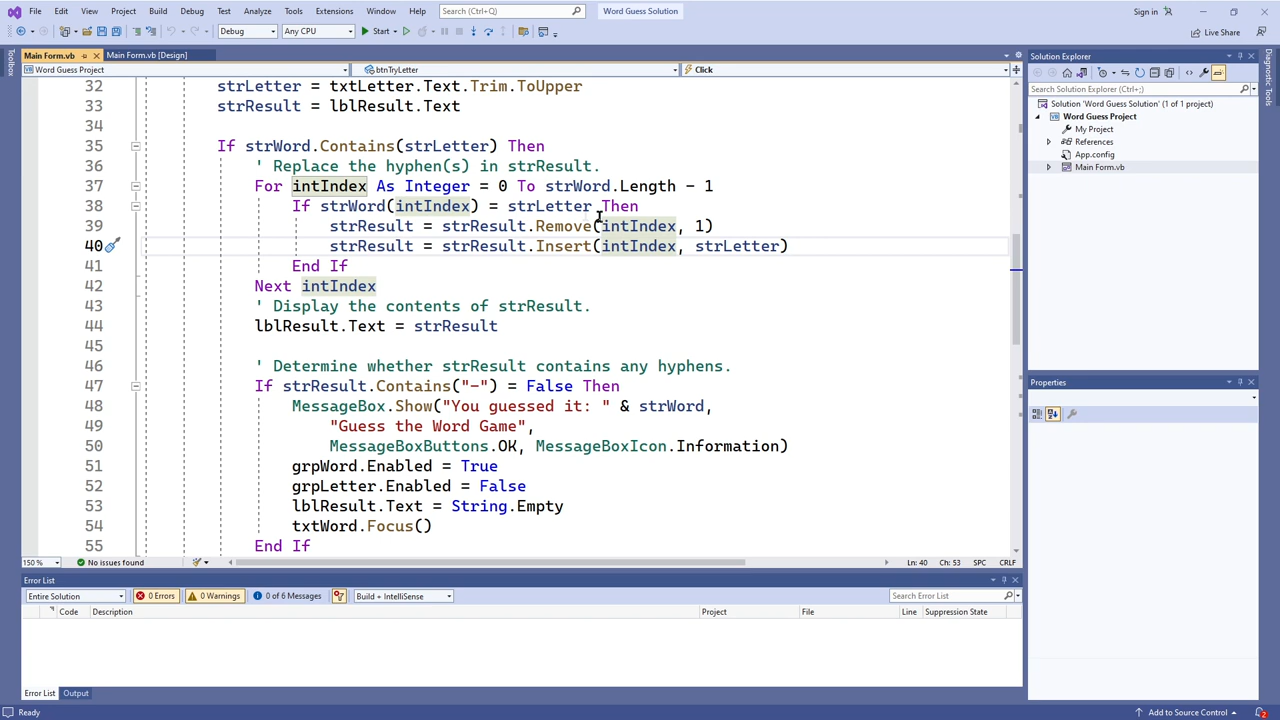 File Edit View Project Build Debug Test Analyze Tools Extensions Window Help Search (Ctrl+Q) Word Guess Solution Sign in
Debug Any CPU Start Live Share
Toolbox
Main Form.vb Main Form.vb [Design]
Word Guess Project btnTryLetter Click
32 strLetter = txtLetter.Text.Trim.ToUpper
33 strResult = lblResult.Text
34
35 If strWord.Contains(strLetter) Then
36 ' Replace the hyphen(s) in strResult.
37 For intIndex As Integer = 0 To strWord.Length - 1
38 If strWord(intIndex) = strLetter Then
39 strResult = strResult.Remove(intIndex, 1)
40 strResult = strResult.Insert(intIndex, strLetter)
41 End If
42 Next intIndex
43 ' Display the contents of strResult.
44 lblResult.Text = strResult
45
46 ' Determine whether strResult contains any hyphens.
47 If strResult.Contains("-") = False Then
48 MessageBox.Show("You guessed it: " & strWord,
49 "Guess the Word Game",
50 MessageBoxButtons.OK, MessageBoxIcon.Information)
51 grpWord.Enabled = True
52 grpLetter.Enabled = False
53 lblResult.Text = String.Empty
54 txtWord.Focus()
55 End If
150 % No issues found Ln: 40 Ch: 53 SPC CRLF
Error List
Entire Solution 0 Errors 0 Warnings 0 of 6 Messages Build + IntelliSense Search Error List
Code Description Project File Line Suppression State
Error List Output
Ready Add to Source Control 2
Solution Explorer
Search Solution Explorer (Ctrl+;)
Solution 'Word Guess Solution' (1 of 1 project)
Word Guess Project
My Project
References
App.config
Main Form.vb
Properties
Diagnostic Tools